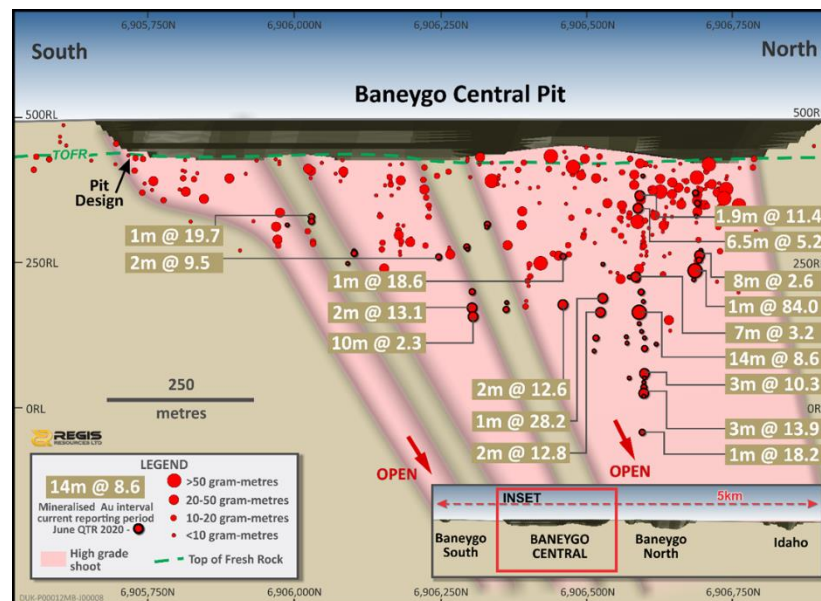 6,905,750N 6,906,000N 6,906,250N 6,906,500N 6,906,750N
South
North
Baneygo Central Pit
500RL
500RL
TOFR
Pit
Design
1m @ 19.7
2m @ 9.5
1m @ 18.6
2m @ 13.1
10m @ 2.3
1.9m @ 11.4
6.5m @ 5.2
250RL
250RL
8m @ 2.6
1m @ 84.0
7m @ 3.2
14m @ 8.6
3m @ 10.3
3m @ 13.9
1m @ 18.2
2m @ 12.6
1m @ 28.2
2m @ 12.8
250
metres
0RL
0RL
REGIS
RESOURCES LTD
OPEN
OPEN
LEGEND
14m @ 8.6
Mineralised Au interval
current reporting period
June QTR 2020 -
>50 gram-metres
20-50 gram-metres
10-20 gram-metres
<10 gram-metres
High grade
shoot
Top of Fresh Rock
INSET
5km
Baneygo
South
BANEYGO
CENTRAL
Baneygo
North
Idaho
DUK-P00012MB-J00008
6,905,750N 6,906,000N 6,906,250N 6,906,500N 6,906,750N